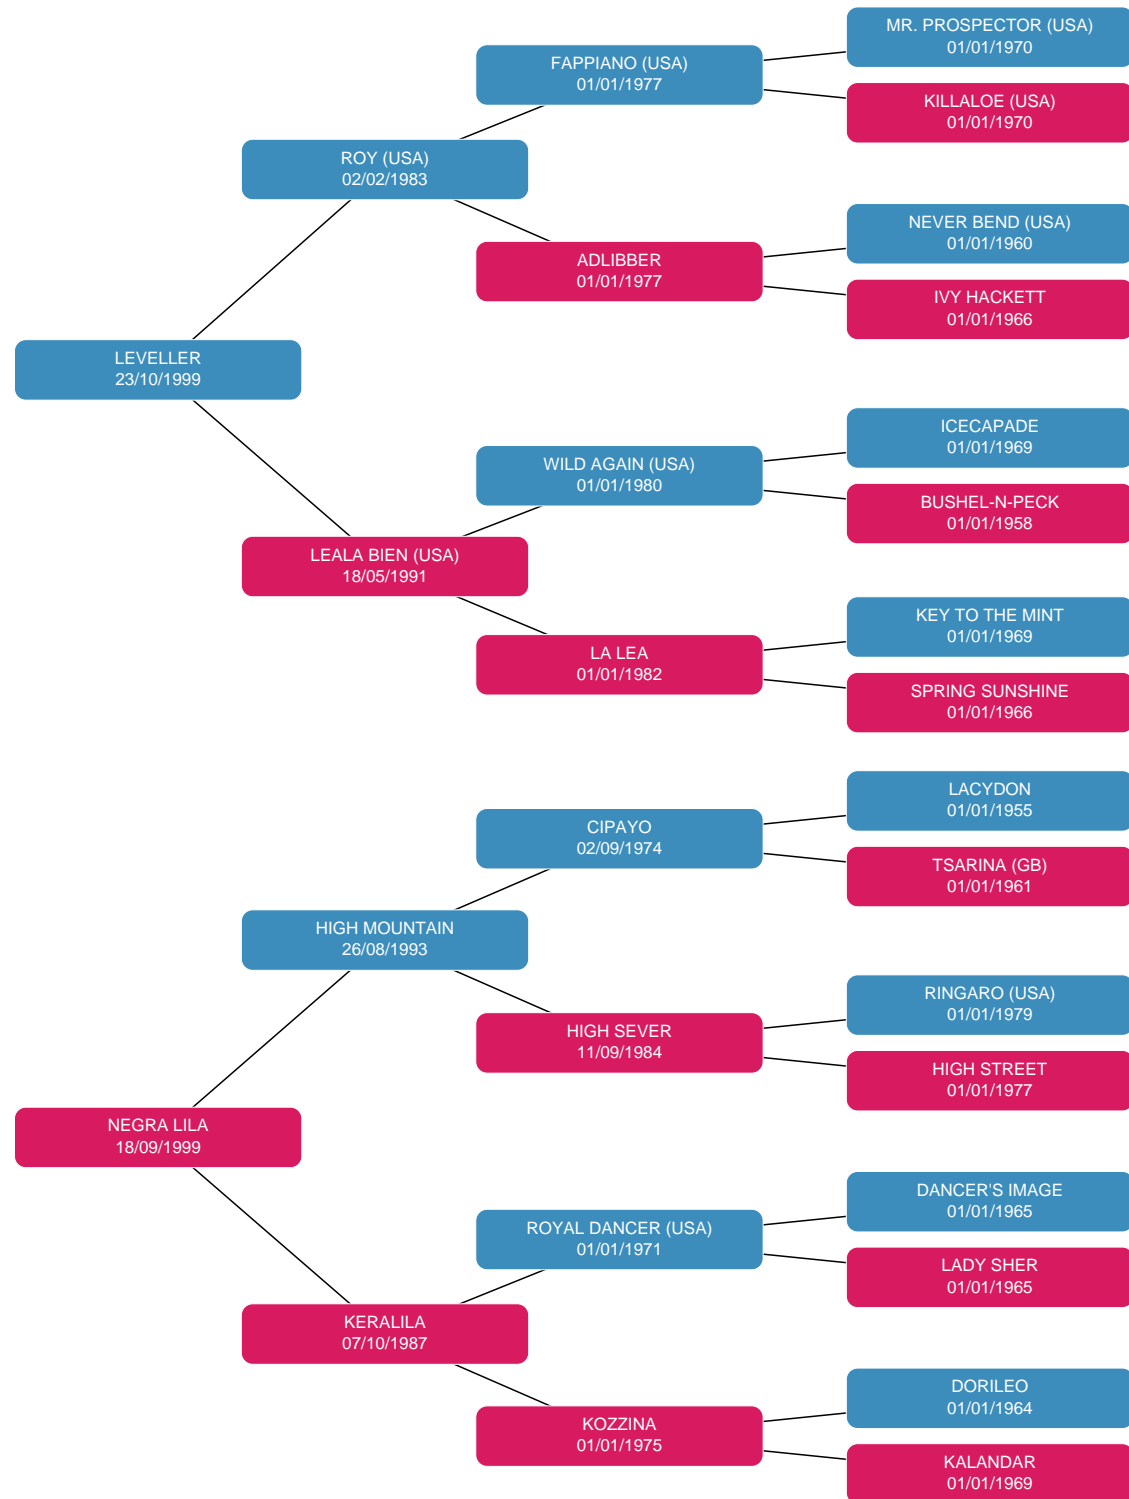 MR. PROSPECTOR (USA)
01/01/1970
FAPPIANO (USA)
01/01/1977
KILLALOE (USA)
01/01/1970
ROY (USA)
02/02/1983
NEVER BEND (USA)
01/01/1960
ADLIBBER
01/01/1977
IVY HACKETT
01/01/1966
LEVELLER
23/10/1999
ICECAPADE
01/01/1969
WILD AGAIN (USA)
01/01/1980
BUSHEL-N-PECK
01/01/1958
LEALA BIEN (USA)
18/05/1991
KEY TO THE MINT
01/01/1969
LA LEA
01/01/1982
SPRING SUNSHINE
01/01/1966
LACYDON
01/01/1955
CIPAYO
02/09/1974
TSARINA (GB)
01/01/1961
HIGH MOUNTAIN
26/08/1993
RINGARO (USA)
01/01/1979
HIGH SEVER
11/09/1984
HIGH STREET
01/01/1977
NEGRA LILA
18/09/1999
DANCER'S IMAGE
01/01/1965
ROYAL DANCER (USA)
01/01/1971
LADY SHER
01/01/1965
KERALILA
07/10/1987
DORILEO
01/01/1964
KOZZINA
01/01/1975
KALANDAR
01/01/1969